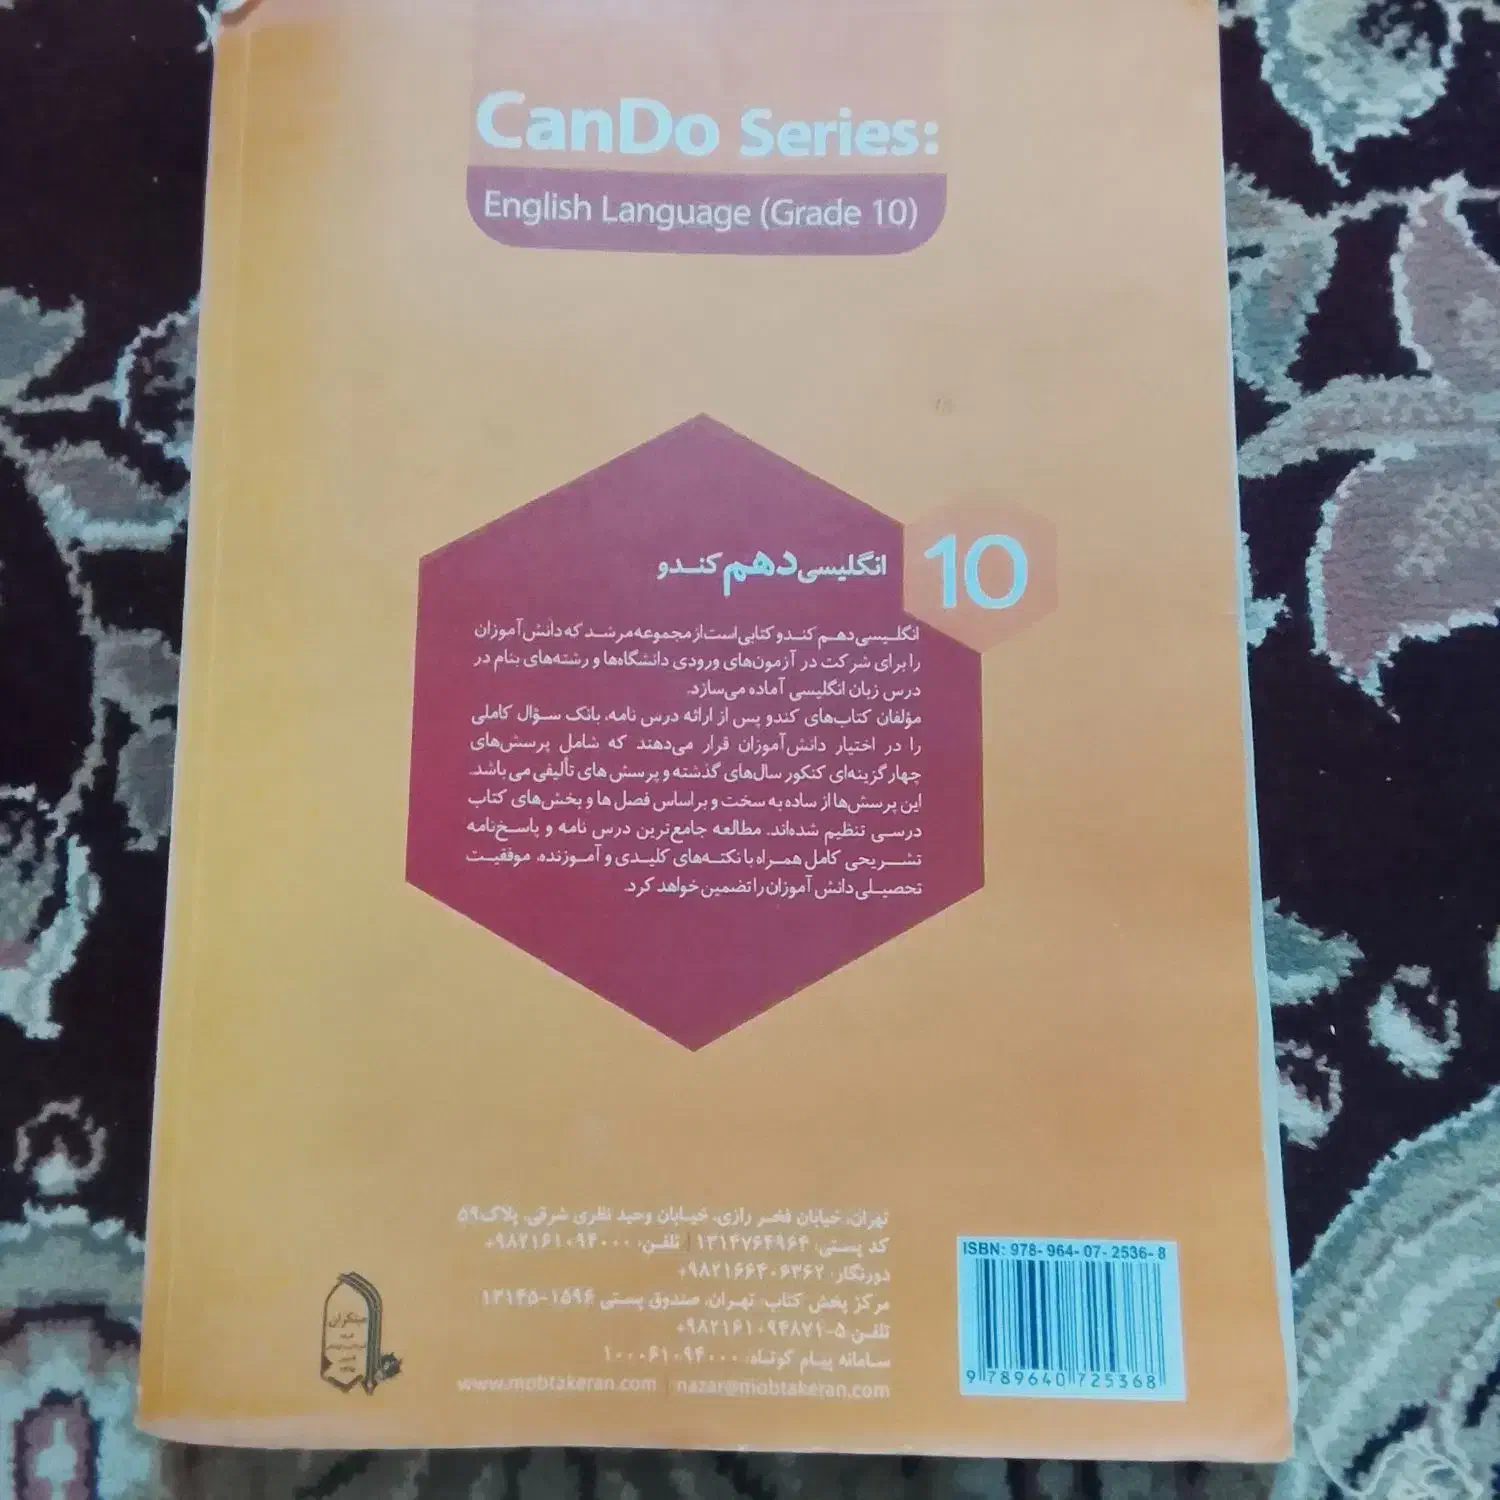 CanDo Series:
English Language (Grade 10)
10
انگلیسی دهم کندو
انگلیسی دهم کندو کتابی است از مجموعه مرشد که دانش‌آموزان
را برای شرکت در آزمون‌های ورودی دانشگاه‌ها و رشته‌های بنام در
درس زبان انگلیسی آماده می‌سازد.
مؤلفان کتاب‌های کندو پس از ارائه درس نامه، بانک سؤال کاملی
را در اختیار دانش‌آموزان قرار می‌دهند که شامل پرسش‌های
چهارگزینه‌ای کنکور سال‌های گذشته و پرسش های تألیفی می باشد.
این پرسش‌ها از ساده به سخت و براساس فصل ها و بخش‌های کتاب
درسی تنظیم شده‌اند. مطالعه جامع‌ترین درس نامه و پاسخ‌نامه
تشریحی کامل همراه با نکته‌های کلیدی و آموزنده، موفقیت
تحصیلی دانش آموزان را تضمین خواهد کرد.
تهران، خیابان فخر رازی، خیابان وحید نظری شرقی، پلاک ۵۹
کد پستی: ۱۳۱۴۷۶۴۹۶۴ | تلفن: ۹۸۲۱۶۱۰۹۴۰۰۰+
دورنگار: ۹۸۲۱۶۶۴۰۶۳۶۲+
مرکز پخش کتاب: تهران، صندوق پستی ۱۵۹۶-۱۳۱۴۵
تلفن ۵-۹۸۲۱۶۱۰۹۴۸۷۱+
سامانه پیام کوتاه: ۱۰۰۰۶۱۰۹۴۰۰۰
www.mobtakeran.com | nazar@mobtakeran.com
مبتکران
ISBN: 978- 964- 07- 2536- 8
9 789640 725368